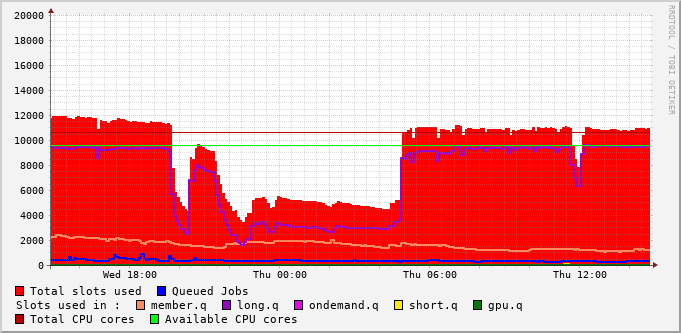 RRDTOOL / TOBI OETIKER
20000
18000
16000
14000
12000
10000
8000
6000
4000
2000
0
Wed 18:00 Thu 00:00 Thu 06:00 Thu 12:00
Total slots used Queued Jobs
Slots used in : member.q long.q ondemand.q short.q gpu.q
Total CPU cores Available CPU cores